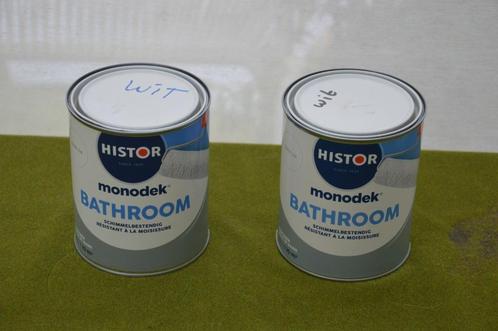 WIT
HISTOR
monodek
BATHROOM
SCHIMMELBESTENDIG
RÉSISTANT À LA MOISISSURE
wit
HISTOR
monodek
BATHROOM
SCHIMMELBESTENDIG
RÉSISTANT À LA MOISISSURE